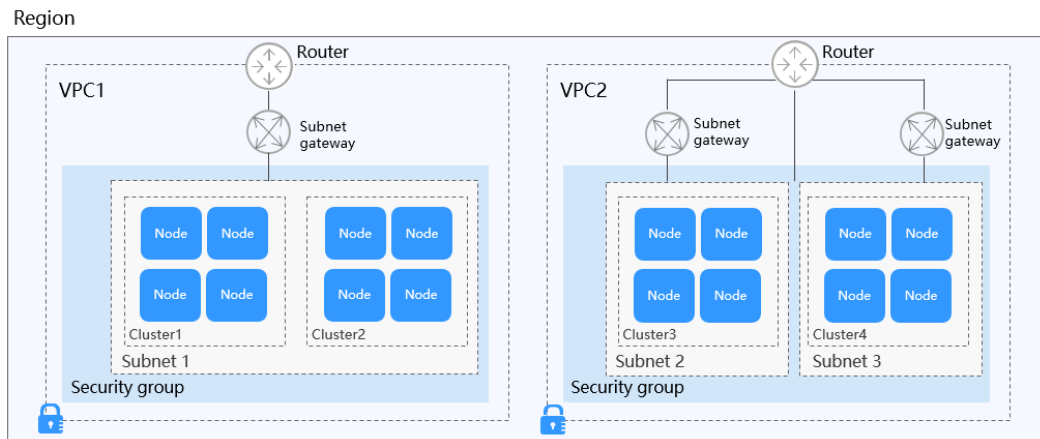 Region
Router
VPC1
Subnet
gateway
Node
Node
Node
Node
Node
Node
Node
Node
Cluster1
Cluster2
Subnet 1
Security group
Router
VPC2
Subnet
gateway
Subnet
gateway
Node
Node
Node
Node
Node
Node
Node
Node
Cluster3
Cluster4
Subnet 2
Subnet 3
Security group